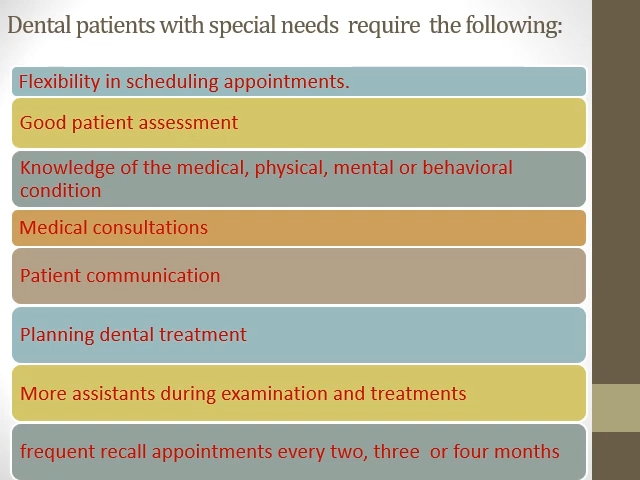 Dental patients with special needs  require  the following:
Flexibility in scheduling appointments.
Good patient assessment
Knowledge of the medical, physical, mental or behavioral
condition
Medical consultations
Patient communication
Planning dental treatment
More assistants during examination and treatments
frequent recall appointments every two, three  or four months